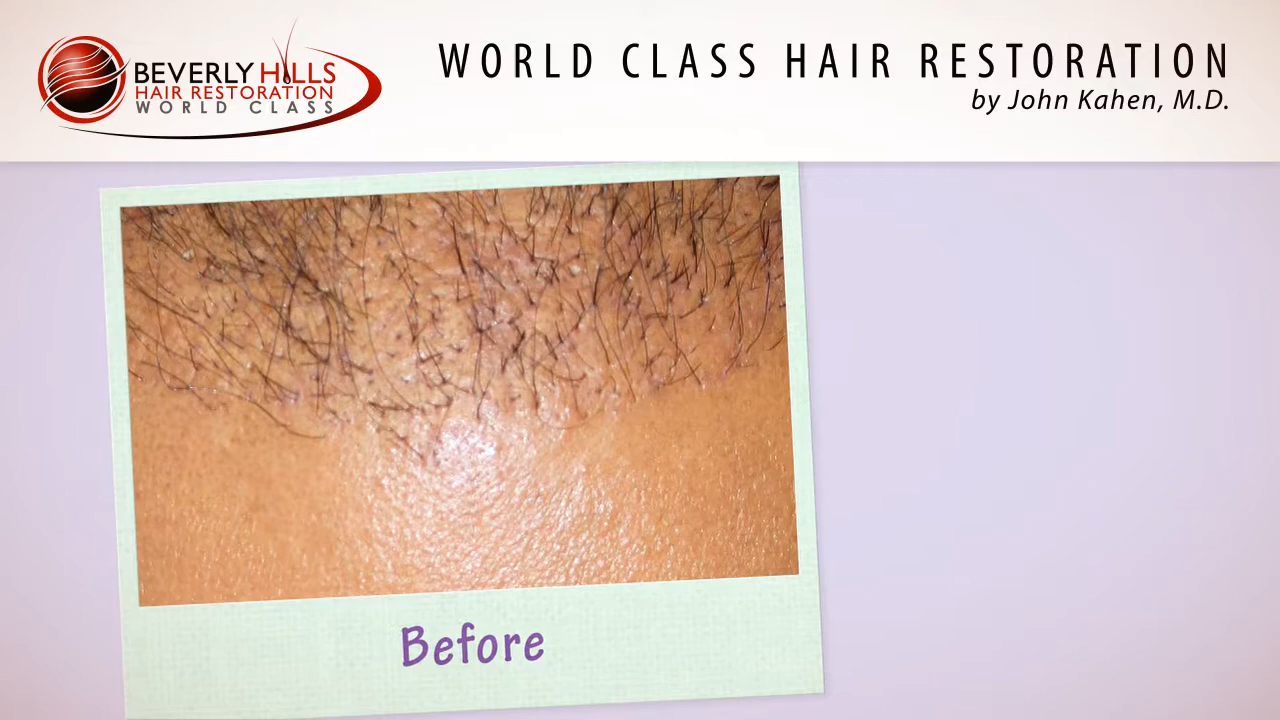 BEVERLY HILLS
HAIR RESTORATION
WORLD CLASS
WORLD CLASS HAIR RESTORATION
by John Kahen, M.D.
Before